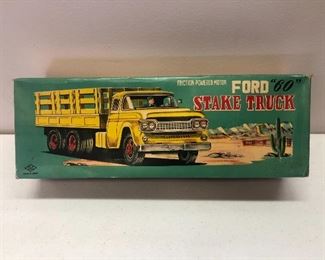 FRICTION POWERED MOTOR
FORD "60"
STAKE TRUCK